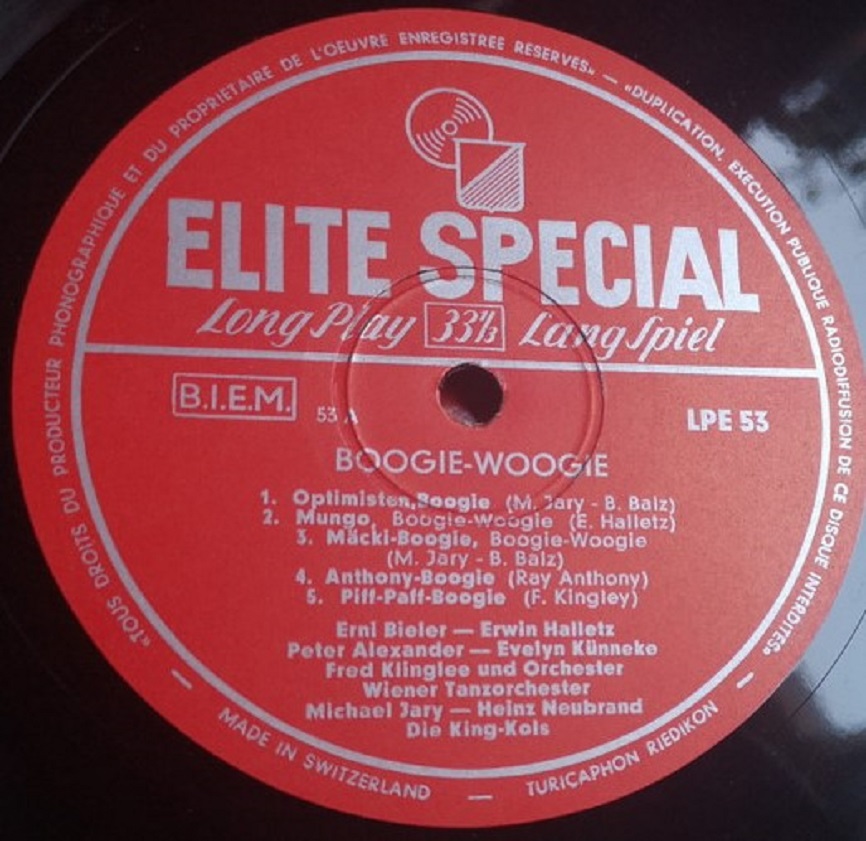 «TOUS DROITS DU PRODUCTEUR PHONOGRAPHIQUE ET DU PROPRIETAIRE DE L'OEUVRE ENREGISTREE RESERVES» — «DUPLICATION, EXECUTION PUBLIQUE RADIODIFFUSION DE CE DISQUE INTERDITES»
ELITE SPECIAL
Long Play 33 1/3 Lang Spiel
B.I.E.M. 53 A LPE 53
BOOGIE-WOOGIE
1. Optimisten,Boogie (M. Jary - B. Balz)
2. Mungo, Boogie-Woogie (E. Halletz)
3. Mäcki-Boogie, Boogie-Woogie
(M. Jary - B. Balz)
4. Anthony-Boogie (Ray Anthony)
5. Piff-Paff-Boogie (F. Kingley)
Erni Bieler — Erwin Halletz
Peter Alexander — Evelyn Künneke
Fred Klinglee und Orchester
Wiener Tanzorchester
Michael Jary — Heinz Neubrand
Die King-Kols
— MADE IN SWITZERLAND — TURICAPHON RIEDIKON —